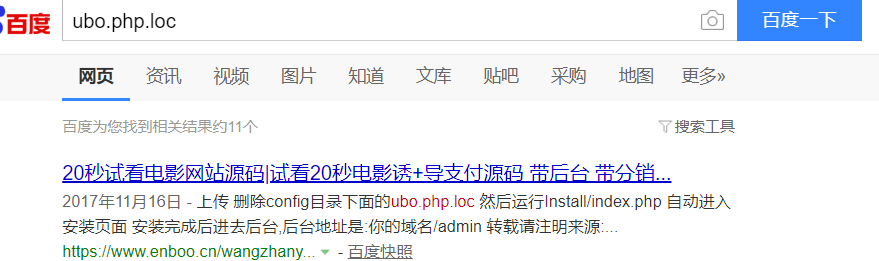 百度 ubo.php.loc 百度一下
网页 资讯 视频 图片 知道 文库 贴吧 采购 地图 更多»
百度为您找到相关结果约11个 搜索工具
20秒试看电影网站源码|试看20秒电影诱+导支付源码 带后台 带分销...
2017年11月16日 - 上传 删除config目录下面的ubo.php.loc 然后运行Install/index.php 自动进入
安装页面 安装完成后进去后台,后台地址是:你的域名/admin 转载请注明来源:...
https://www.enboo.cn/wangzhany... - 百度快照